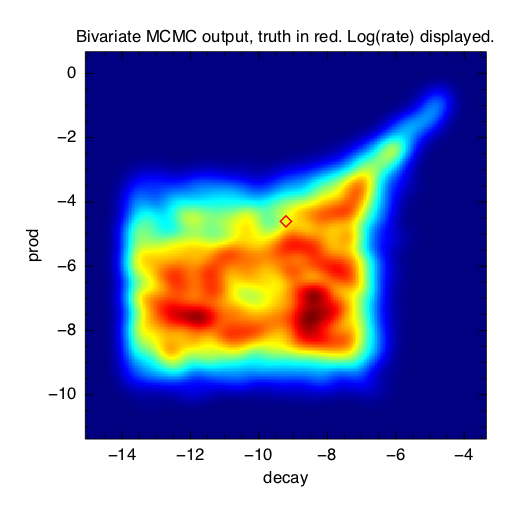 Bivariate MCMC output, truth in red. Log(rate) displayed.
0
−2
−4
−6
−8
−10
prod
−14 −12 −10 −8 −6 −4
decay